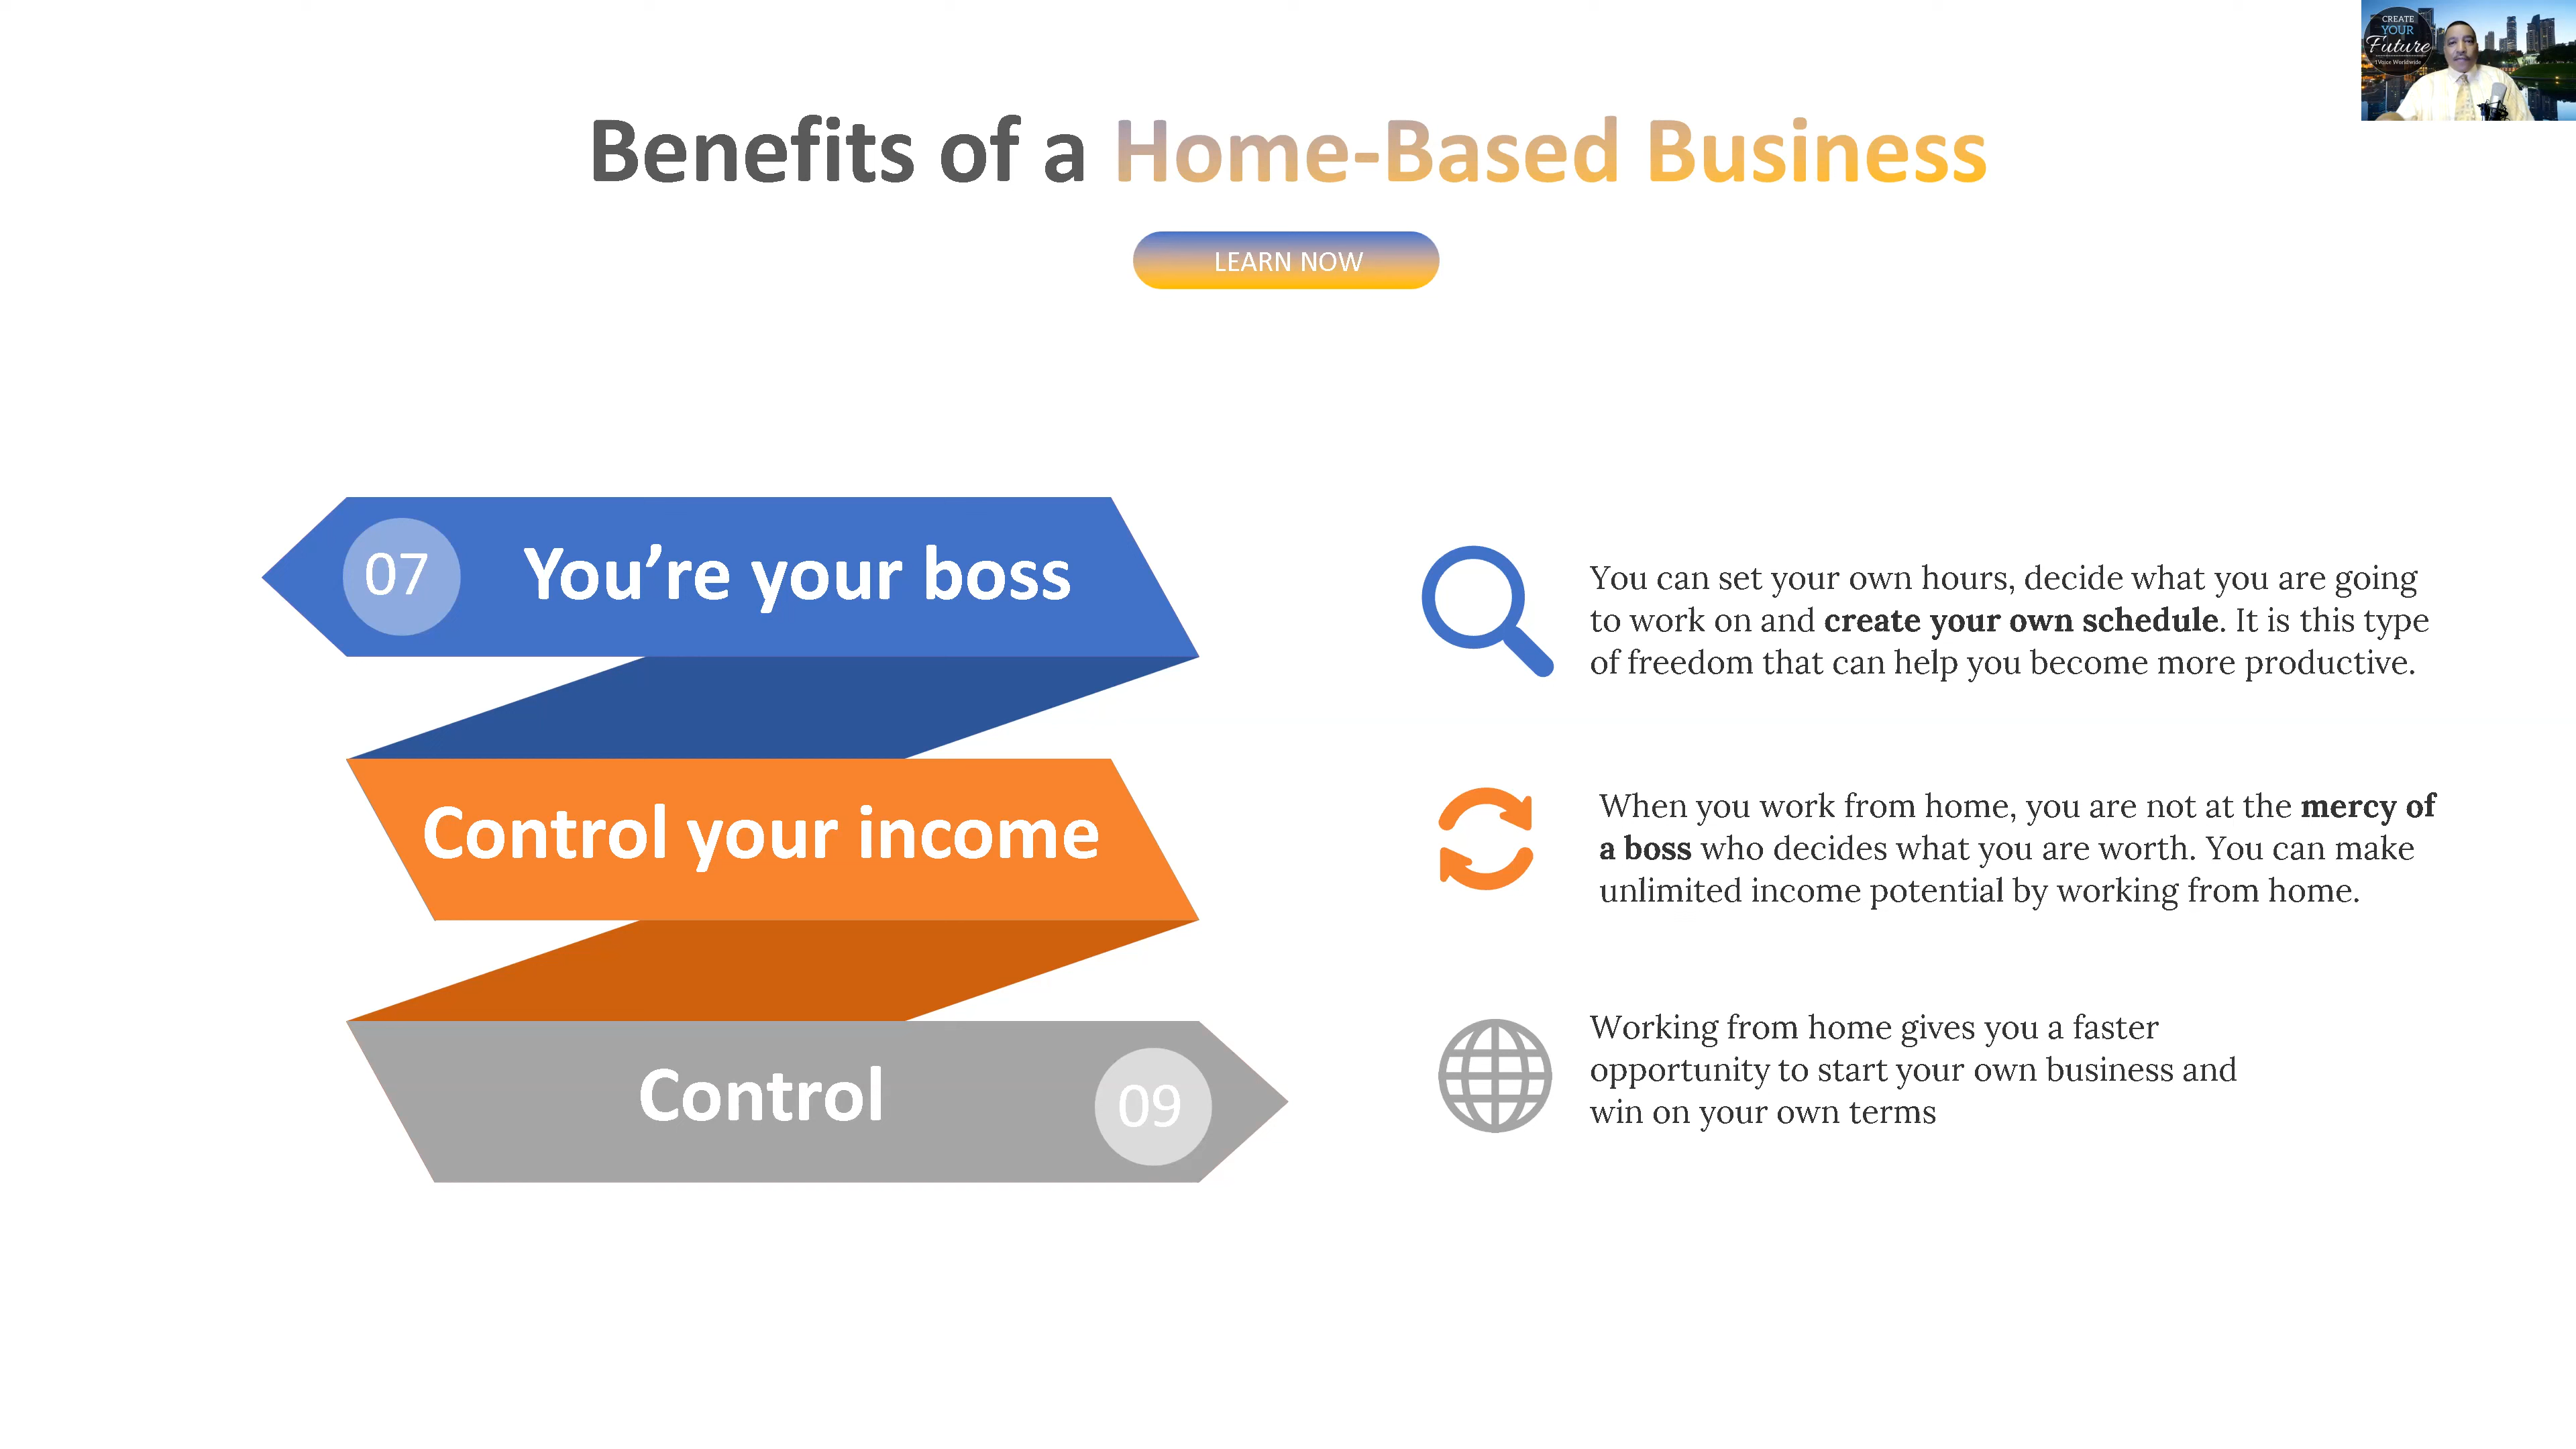 CREATE
YOUR
Future
1Voice Worldwide
Benefits of a Home-Based Business
LEARN NOW
07 You’re your boss
You can set your own hours, decide what you are going
to work on and create your own schedule. It is this type
of freedom that can help you become more productive.
Control your income
When you work from home, you are not at the mercy of
a boss who decides what you are worth. You can make
unlimited income potential by working from home.
Control 09
Working from home gives you a faster
opportunity to start your own business and
win on your own terms